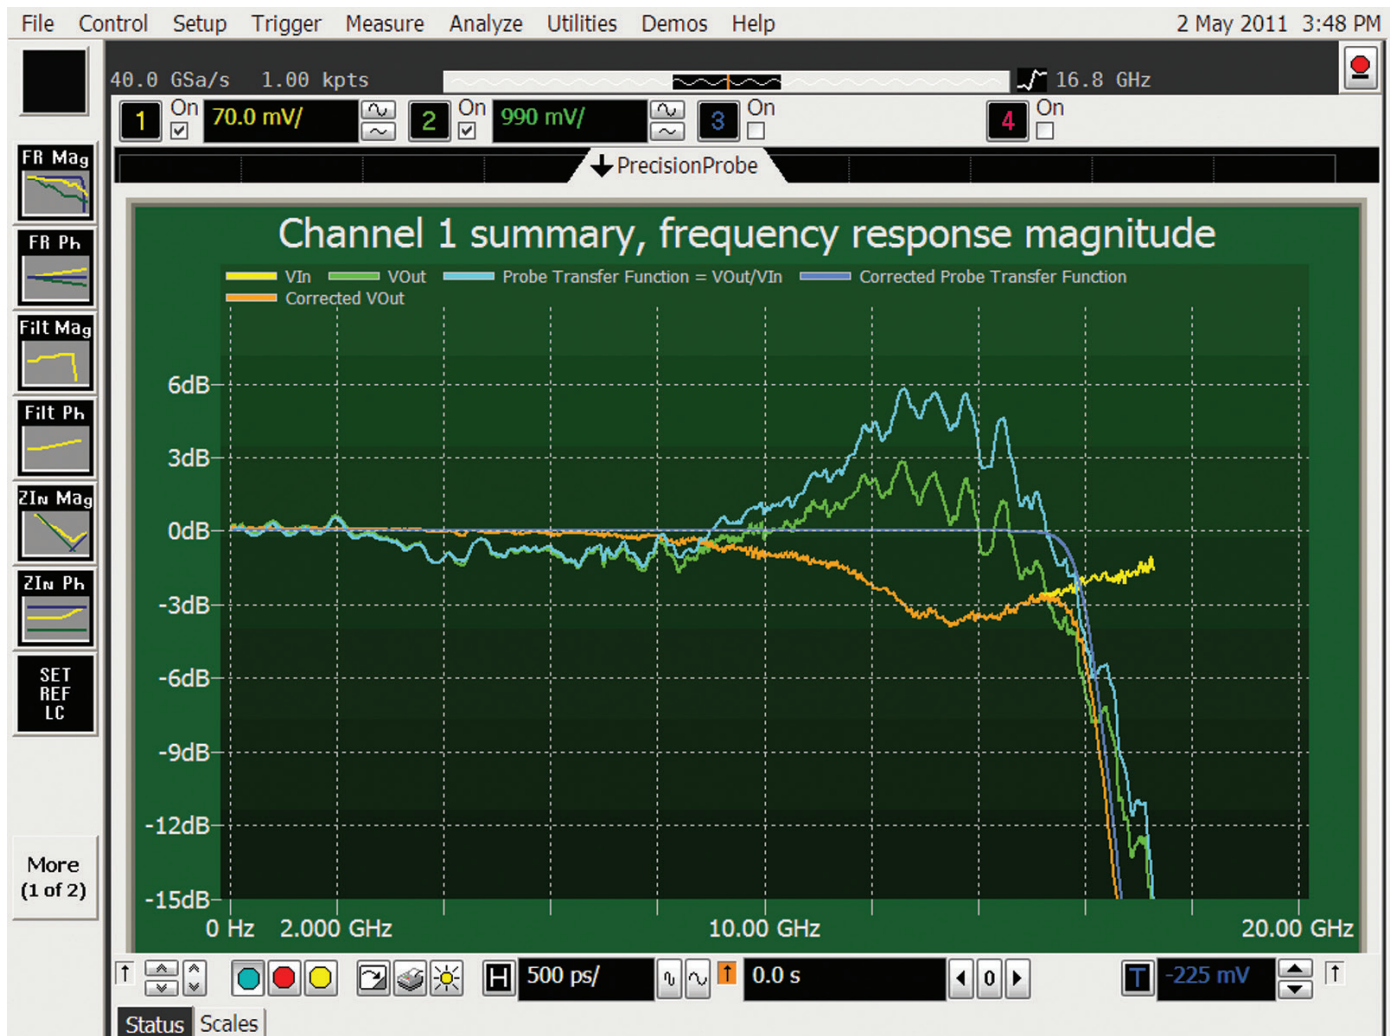 File Control Setup Trigger Measure Analyze Utilities Demos Help 2 May 2011 3:48 PM
40.0 GSa/s 1.00 kpts 16.8 GHz
1 On 70.0 mV/ 2 On 990 mV/ 3 On 4 On
PrecisionProbe
FR Mag
FR Ph
Filt Mag
Filt Ph
ZIn Mag
ZIn Ph
SET
REF
LC
More
(1 of 2)
Channel 1 summary, frequency response magnitude
VIn VOut Probe Transfer Function = VOut/VIn Corrected Probe Transfer Function
Corrected VOut
6dB
3dB
0dB
-3dB
-6dB
-9dB
-12dB
-15dB
0 Hz 2.000 GHz 10.00 GHz 20.00 GHz
H 500 ps/ 0.0 s 0 T -225 mV
Status Scales